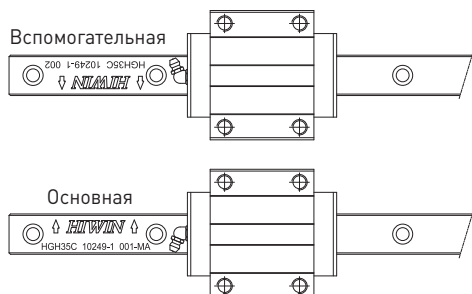 Вспомогательная
HGH35C 10249-1 002
⇧ HIWIN ⇧
Основная
⇧ HIWIN ⇧
HGH35C 10249-1 001-MA